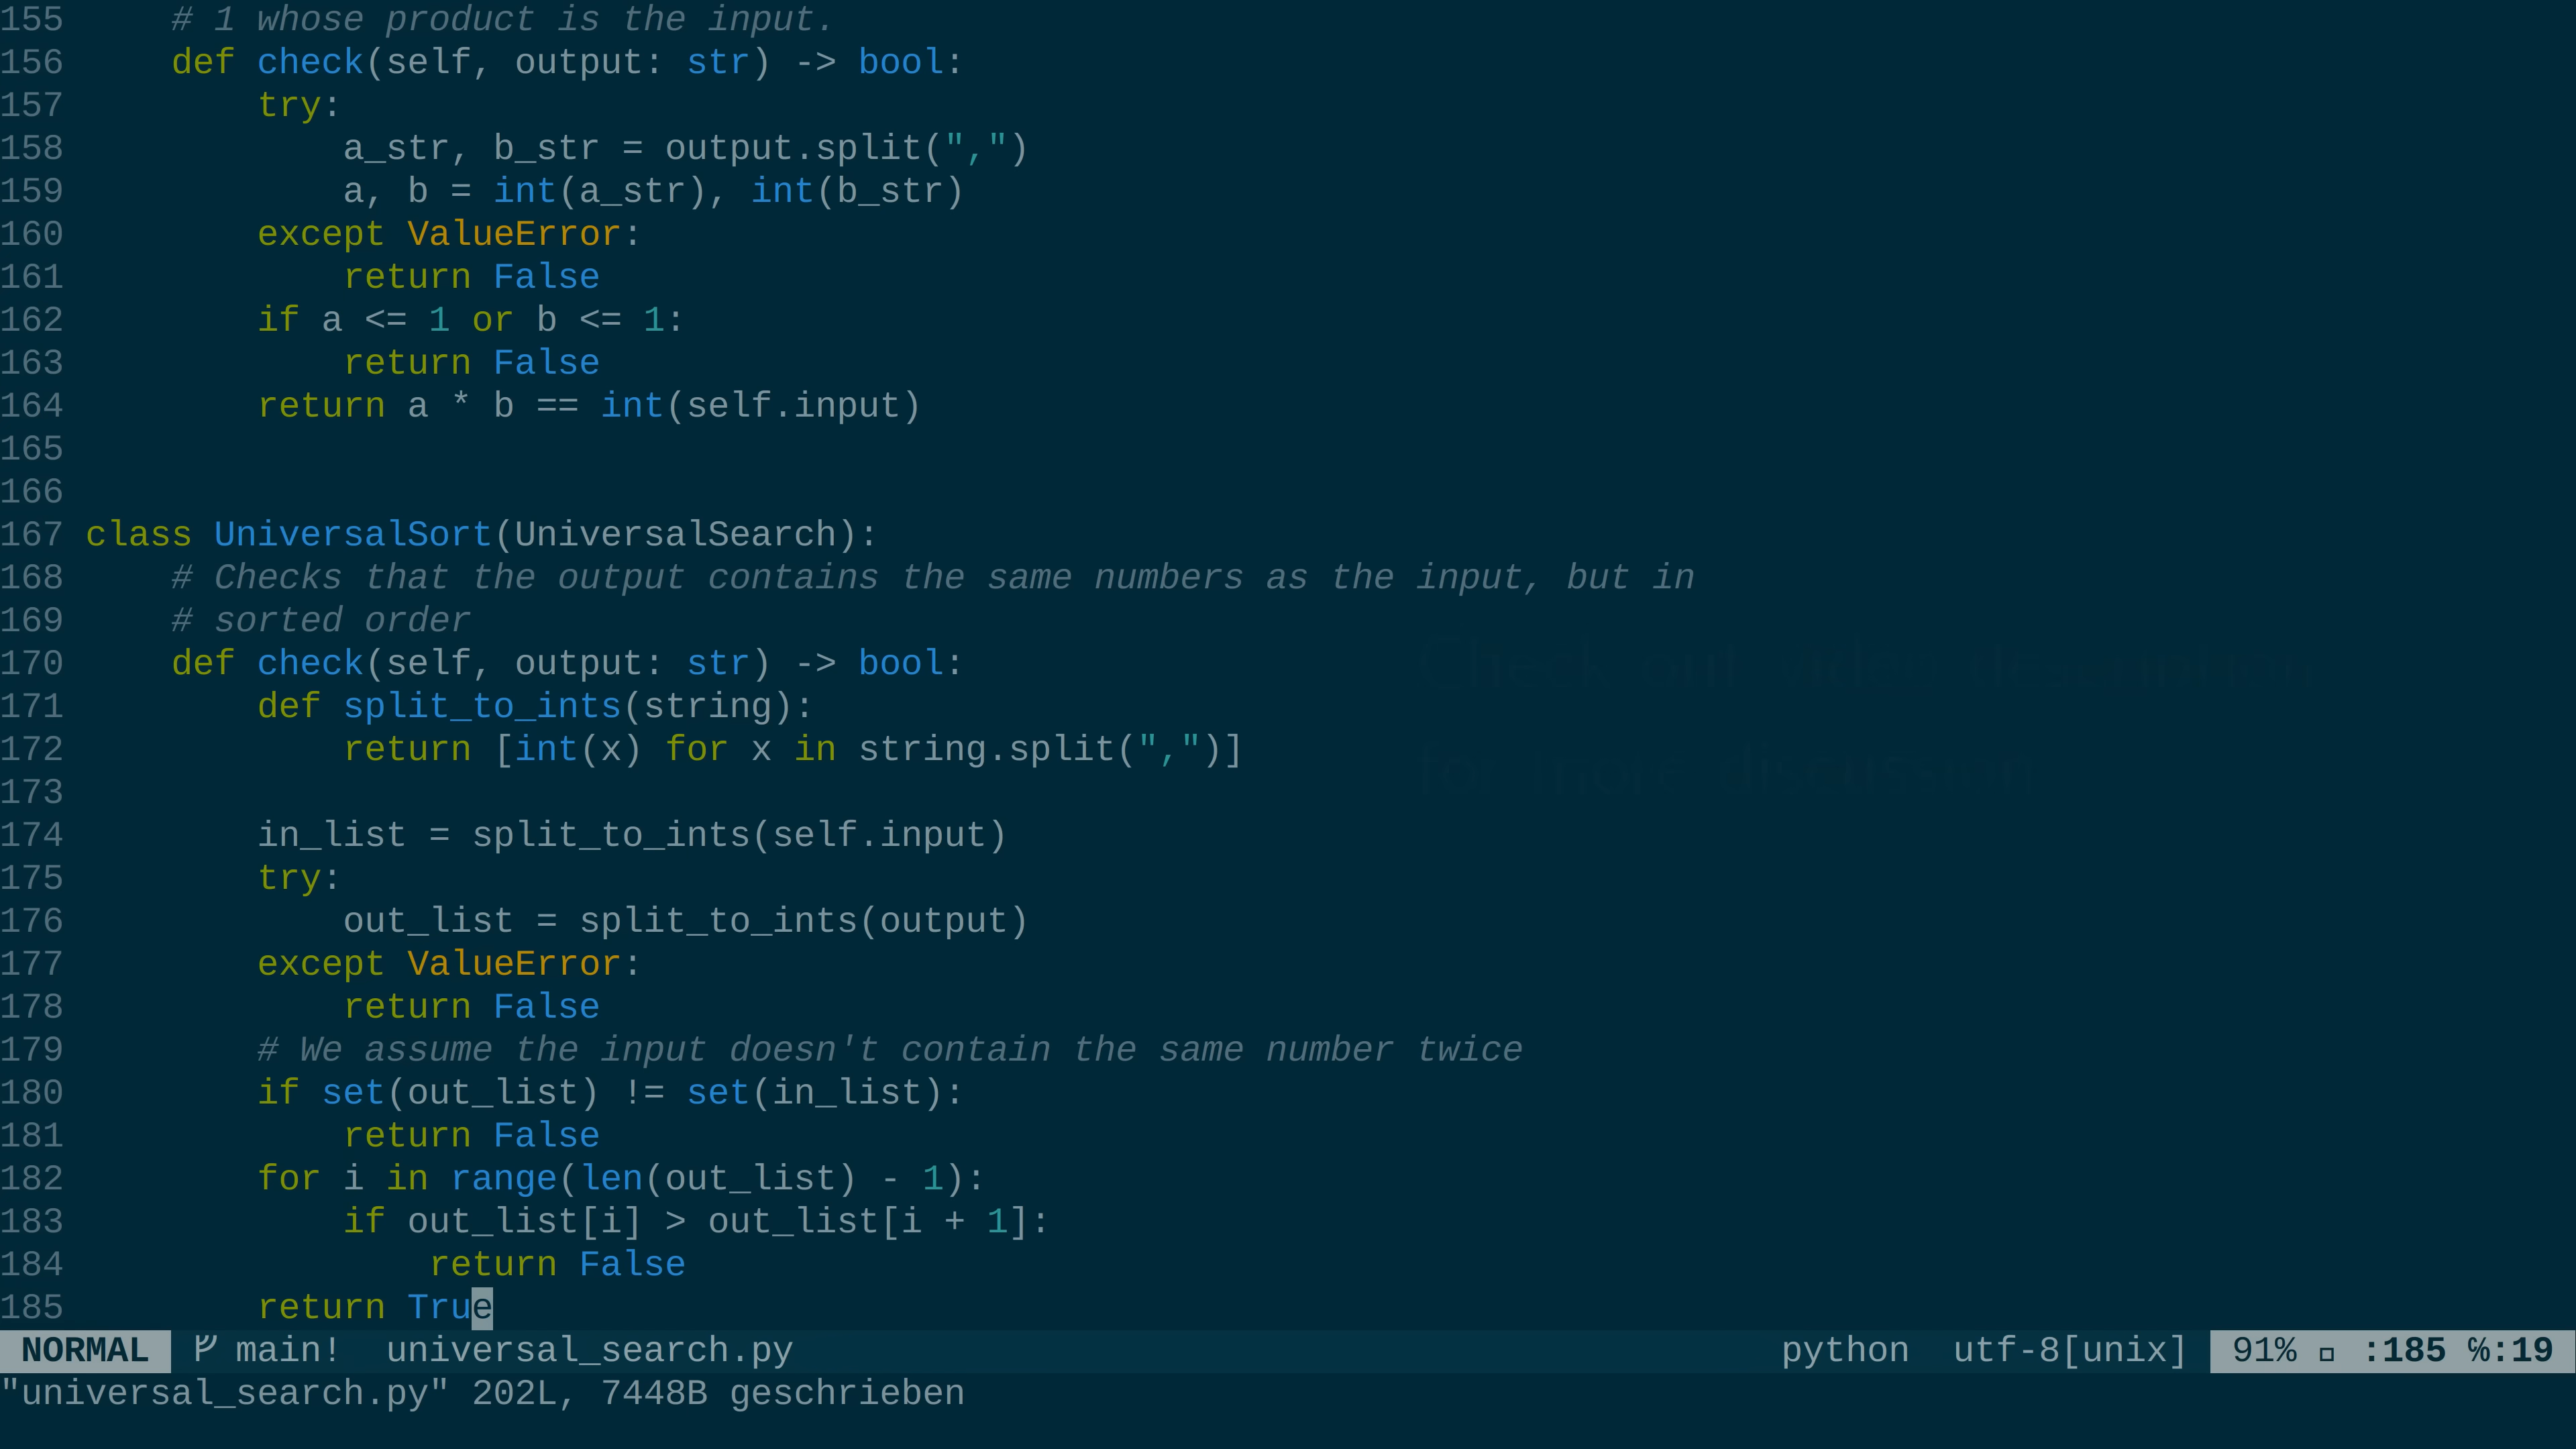 155     # 1 whose product is the input.
156     def check(self, output: str) -> bool:
157         try:
158             a_str, b_str = output.split(",")
159             a, b = int(a_str), int(b_str)
160         except ValueError:
161             return False
162         if a <= 1 or b <= 1:
163             return False
164         return a * b == int(self.input)
165
166
167 class UniversalSort(UniversalSearch):
168     # Checks that the output contains the same numbers as the input, but in
169     # sorted order
170     def check(self, output: str) -> bool:
171         def split_to_ints(string):
172             return [int(x) for x in string.split(",")]
173
174         in_list = split_to_ints(self.input)
175         try:
176             out_list = split_to_ints(output)
177         except ValueError:
178             return False
179         # We assume the input doesn't contain the same number twice
180         if set(out_list) != set(in_list):
181             return False
182         for i in range(len(out_list) - 1):
183             if out_list[i] > out_list[i + 1]:
184                 return False
185         return True
NORMAL main! universal_search.py python utf-8[unix] 91% :185 ℅:19
"universal_search.py" 202L, 7448B geschrieben